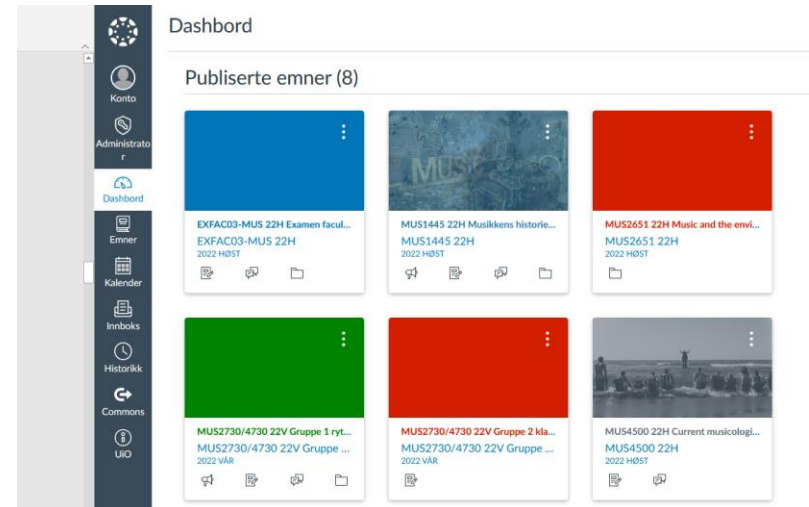 Dashbord
Publiserte emner (8)
Konto
Administrato
r
Dashbord
Emner
Kalender
Innboks
Historikk
Commons
UiO
MUSIC
EXFAC03-MUS 22H Examen facul...
EXFAC03-MUS 22H
2022 HØST
MUS1445 22H Musikkens historie...
MUS1445 22H
2022 HØST
MUS2651 22H Music and the envi...
MUS2651 22H
2022 HØST
MUS2730/4730 22V Gruppe 1 ryt...
MUS2730/4730 22V Gruppe ...
2022 VÅR
MUS2730/4730 22V Gruppe 2 kla...
MUS2730/4730 22V Gruppe ...
2022 VÅR
MUS4500 22H Current musicologi...
MUS4500 22H
2022 HØST